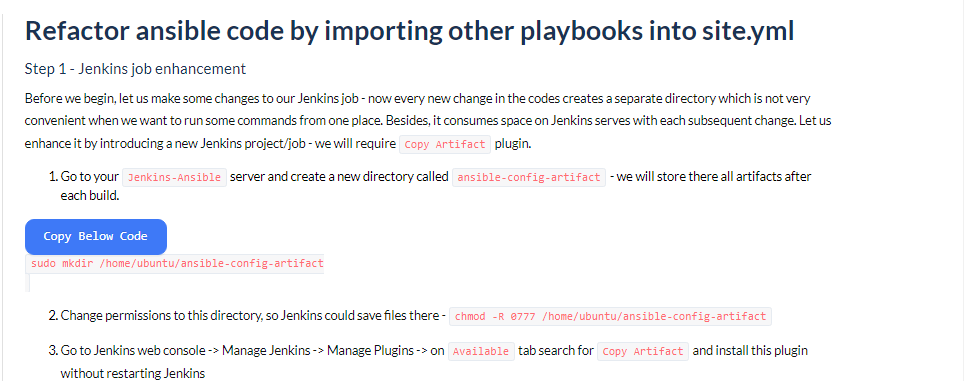 Refactor ansible code by importing other playbooks into site.yml
Step 1 - Jenkins job enhancement
Before we begin, let us make some changes to our Jenkins job - now every new change in the codes creates a separate directory which is not very
convenient when we want to run some commands from one place. Besides, it consumes space on Jenkins serves with each subsequent change. Let us
enhance it by introducing a new Jenkins project/job - we will require Copy Artifact plugin.
1. Go to your Jenkins-Ansible server and create a new directory called ansible-config-artifact - we will store there all artifacts after
each build.
Copy Below Code
sudo mkdir /home/ubuntu/ansible-config-artifact
2. Change permissions to this directory, so Jenkins could save files there - chmod -R 0777 /home/ubuntu/ansible-config-artifact
3. Go to Jenkins web console -> Manage Jenkins -> Manage Plugins -> on Available tab search for Copy Artifact and install this plugin
without restarting Jenkins